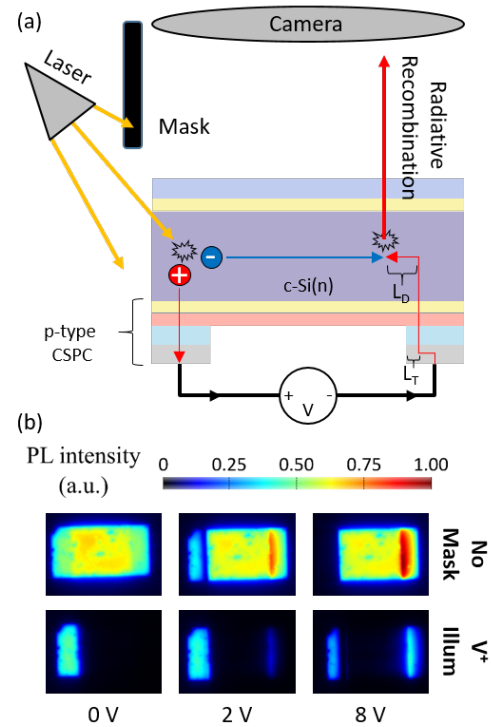 (a)
Camera
Laser
Mask
Radiative
Recombination
+
-
c-Si(n)
L_D
p-type
CSPC
L_T
+ V -
(b)
PL intensity
(a.u.)
0 0.25 0.50 0.75 1.00
No
Mask
V⁺
Illum
0 V 2 V 8 V